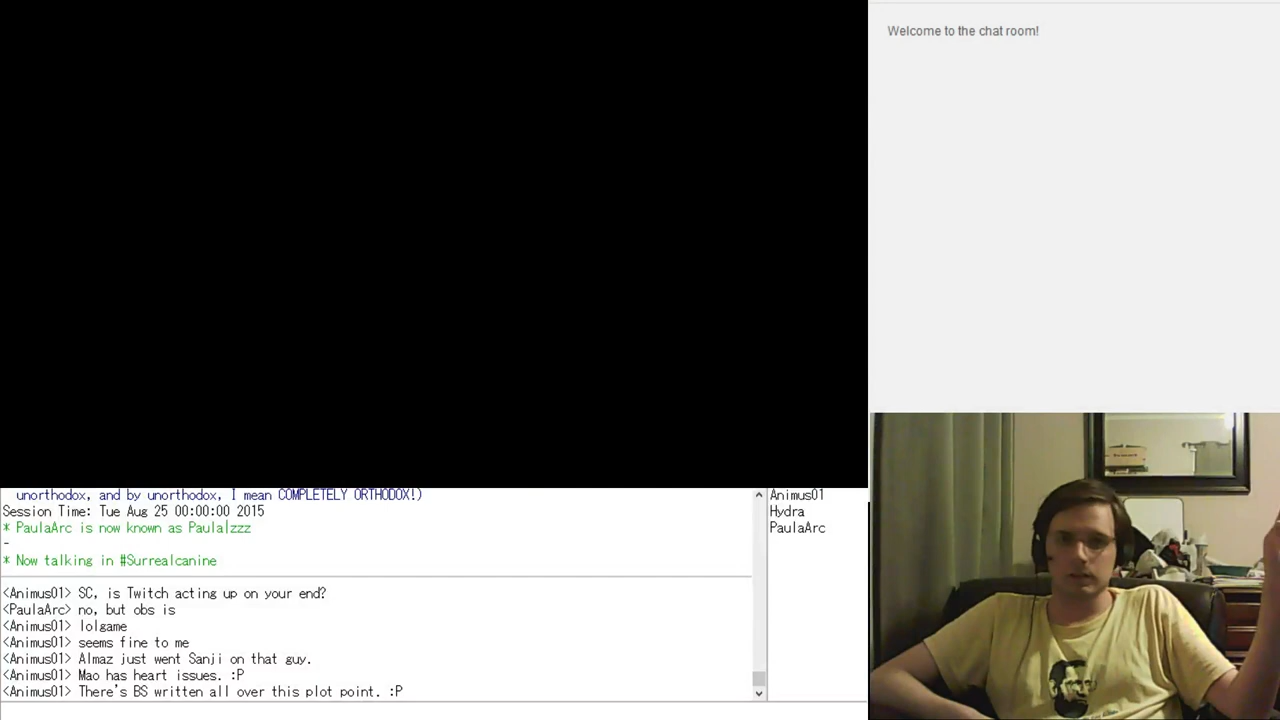 Welcome to the chat room!
unorthodox, and by unorthodox, I mean COMPLETELY ORTHODOX!)
Session Time: Tue Aug 25 00:00:00 2015
* PaulaArc is now known as Paula|zzz
-
* Now talking in #Surrealcanine
<Animus01> SC, is Twitch acting up on your end?
<PaulaArc> no, but obs is
<Animus01> lolgame
<Animus01> seems fine to me
<Animus01> Almaz just went Sanji on that guy.
<Animus01> Mao has heart issues. :P
<Animus01> There's BS written all over this plot point. :P
Animus01
Hydra
PaulaArc